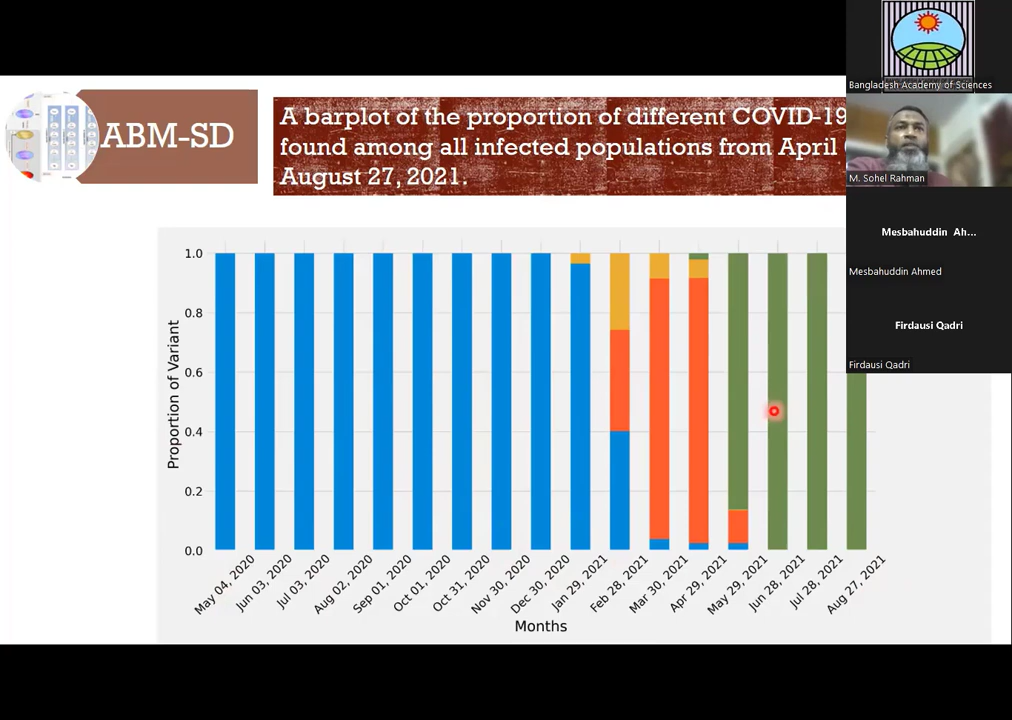 Bangladesh Academy of Sciences
ABM-SD
A barplot of the proportion of different COVID-19
found among all infected populations from April
August 27, 2021.
M. Sohel Rahman
Mesbahuddin Ah...
Mesbahuddin Ahmed
Firdausi Qadri
Firdausi Qadri
Proportion of Variant
1.0
0.8
0.6
0.4
0.2
0.0
May 04, 2020
Jun 03, 2020
Jul 03, 2020
Aug 02, 2020
Sep 01, 2020
Oct 01, 2020
Oct 31, 2020
Nov 30, 2020
Dec 30, 2020
Jan 29, 2021
Feb 28, 2021
Mar 30, 2021
Apr 29, 2021
May 29, 2021
Jun 28, 2021
Jul 28, 2021
Aug 27, 2021
Months